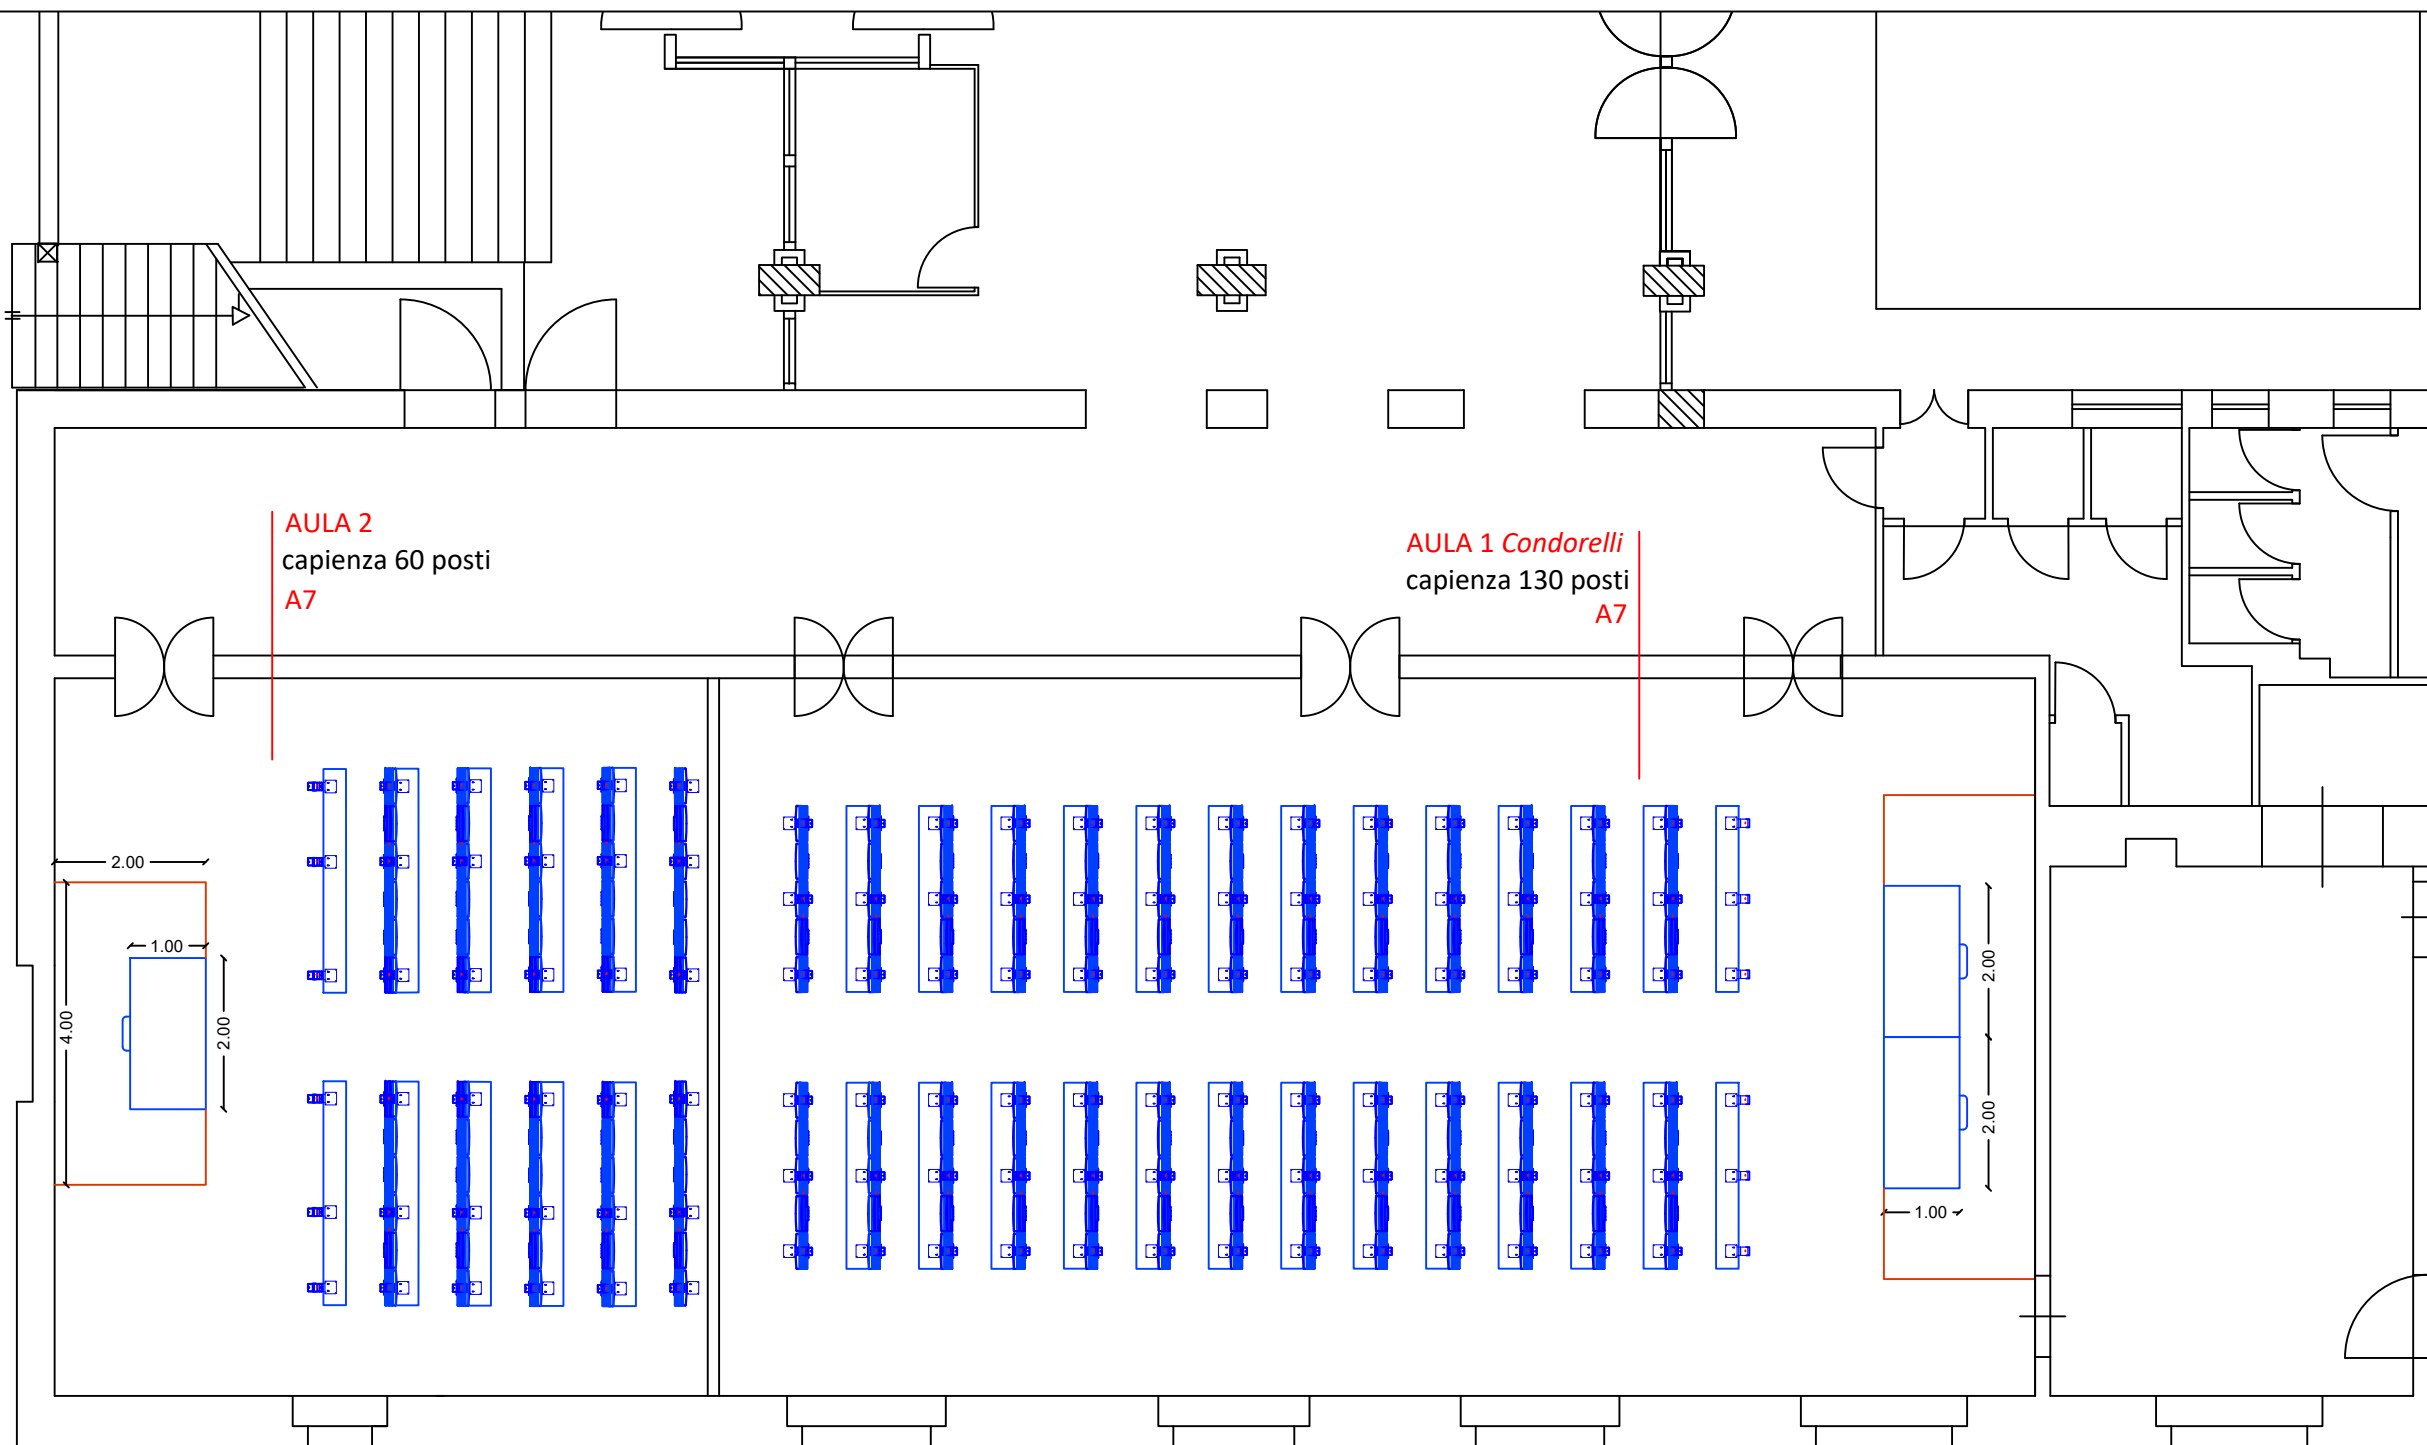 AULA 2
capienza 60 posti
A7
AULA 1 Condorelli
capienza 130 posti
A7
2.00
1.00
4.00
2.00
2.00
2.00
1.00